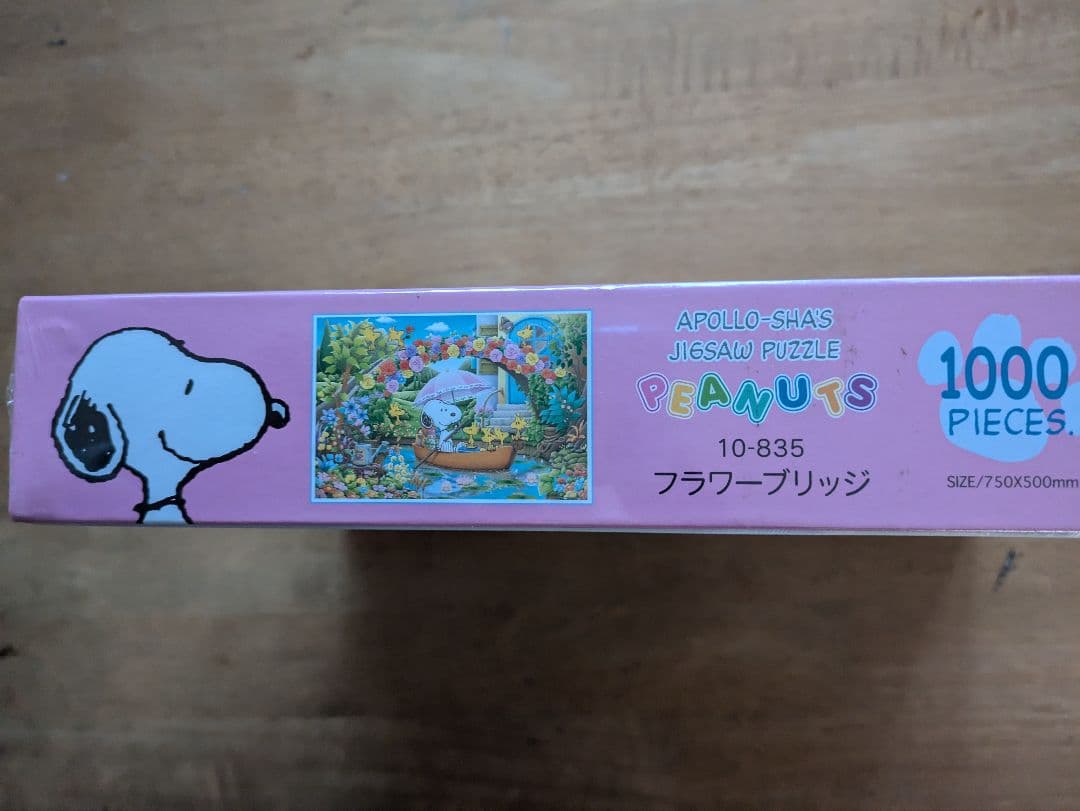 APOLLO-SHA'S
JIGSAW PUZZLE
PEANUTS
10-835
フラワーブリッジ
1000
PIECES.
SIZE/750X500mm